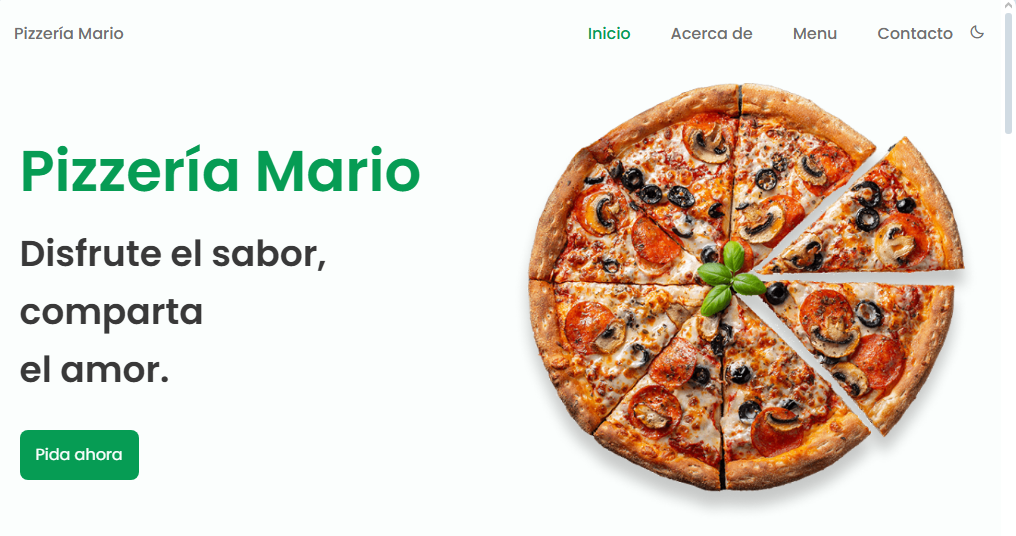 Pizzería Mario
Inicio Acerca de Menu Contacto
Pizzería Mario
Disfrute el sabor,
comparta
el amor.
Pida ahora